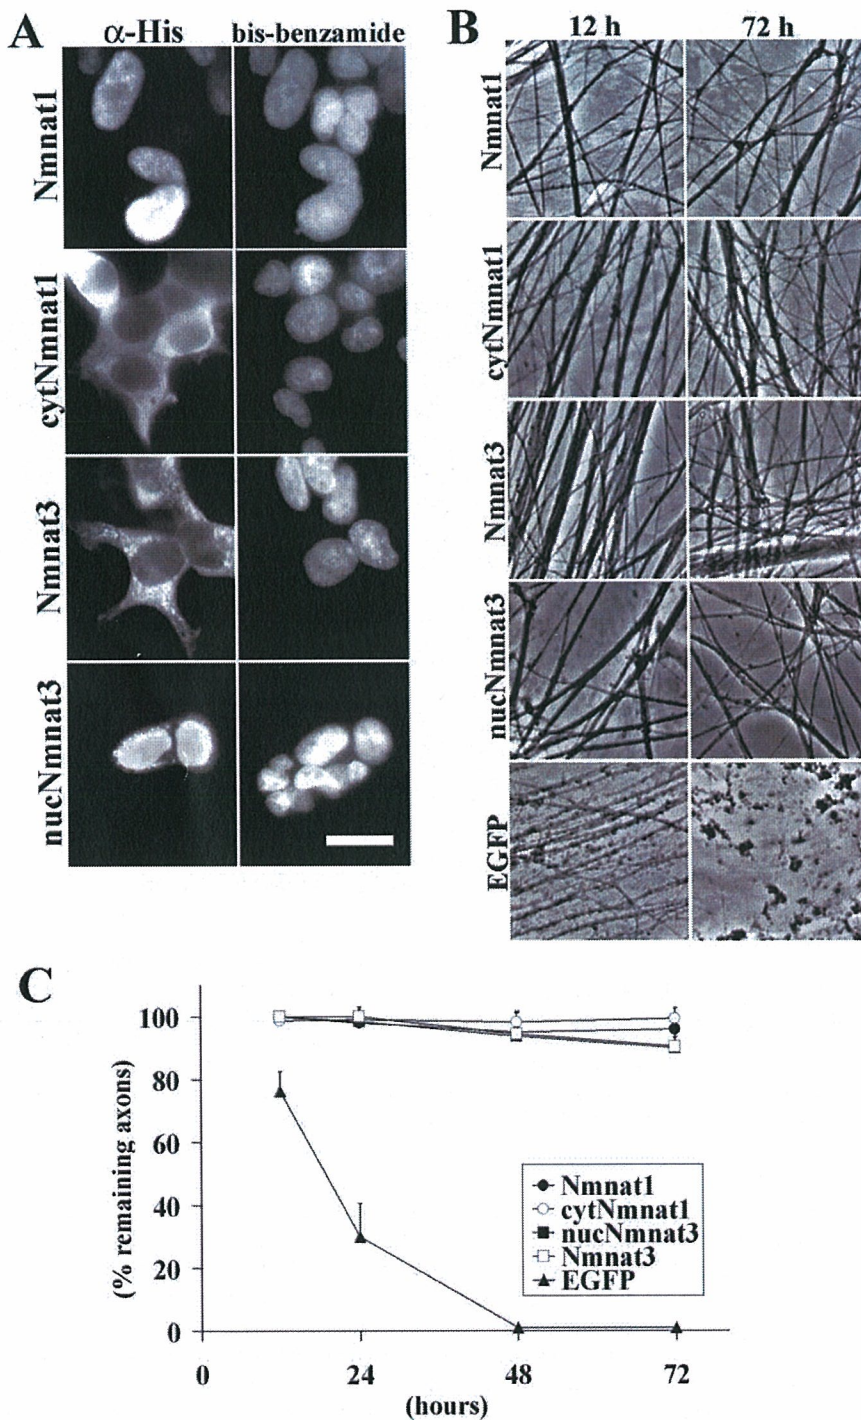 A
α-His
bis-benzamide
Nmnat1
cytNmnat1
Nmnat3
nucNmnat3
B
12 h
72 h
Nmnat1
cytNmnat1
Nmnat3
nucNmnat3
EGFP
C
(% remaining axons)
100
80
60
40
20
0
0
24
48
72
(hours)
Nmnat1
cytNmnat1
nucNmnat3
Nmnat3
EGFP